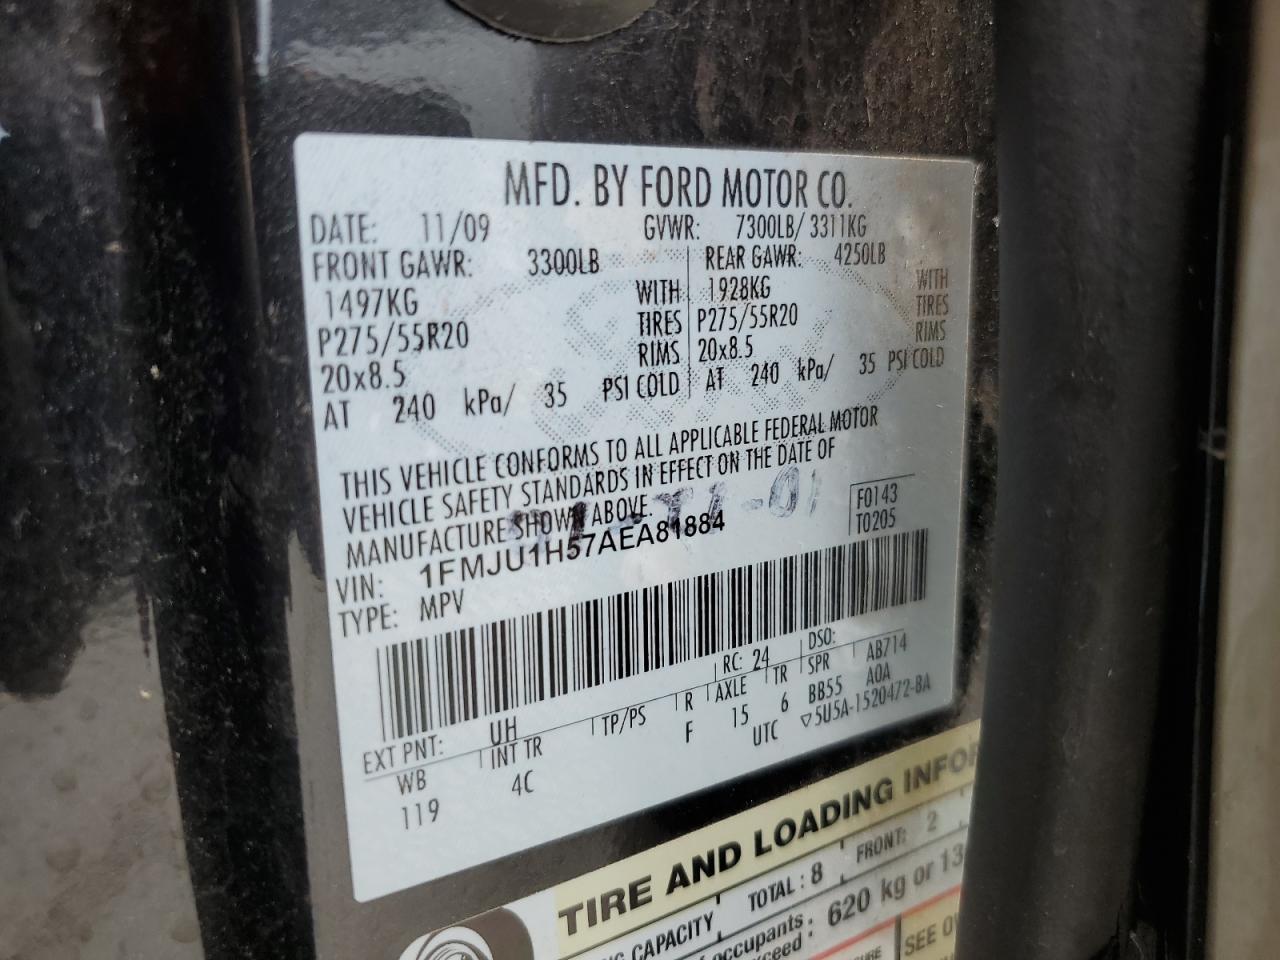 MFD. BY FORD MOTOR CO.
DATE: 11/09 GVWR: 7300LB/ 3311KG
FRONT GAWR: 3300LB REAR GAWR: 4250LB
1497KG WITH 1928KG WITH
P275/55R20 TIRES P275/55R20 TIRES
20x8.5 RIMS 20x8.5 RIMS
AT 240 kPa/ 35 PSI COLD AT 240 kPa/ 35 PSI COLD
THIS VEHICLE CONFORMS TO ALL APPLICABLE FEDERAL MOTOR
VEHICLE SAFETY STANDARDS IN EFFECT ON THE DATE OF
MANUFACTURE SHOWN ABOVE.
F0143
T0205
VIN: 1FMJU1H57AEA81884
TYPE: MPV
EXT PNT: UH RC: 24 DSO:
WB INT TR TP/PS R AXLE TR SPR AB714
119 4C F 15 6 BB55 A0A
UTC ▽5U5A-1520472-BA
TIRE AND LOADING
CAPACITY TOTAL : 8 FRONT: 2
occupants: 620 kg or
SEE